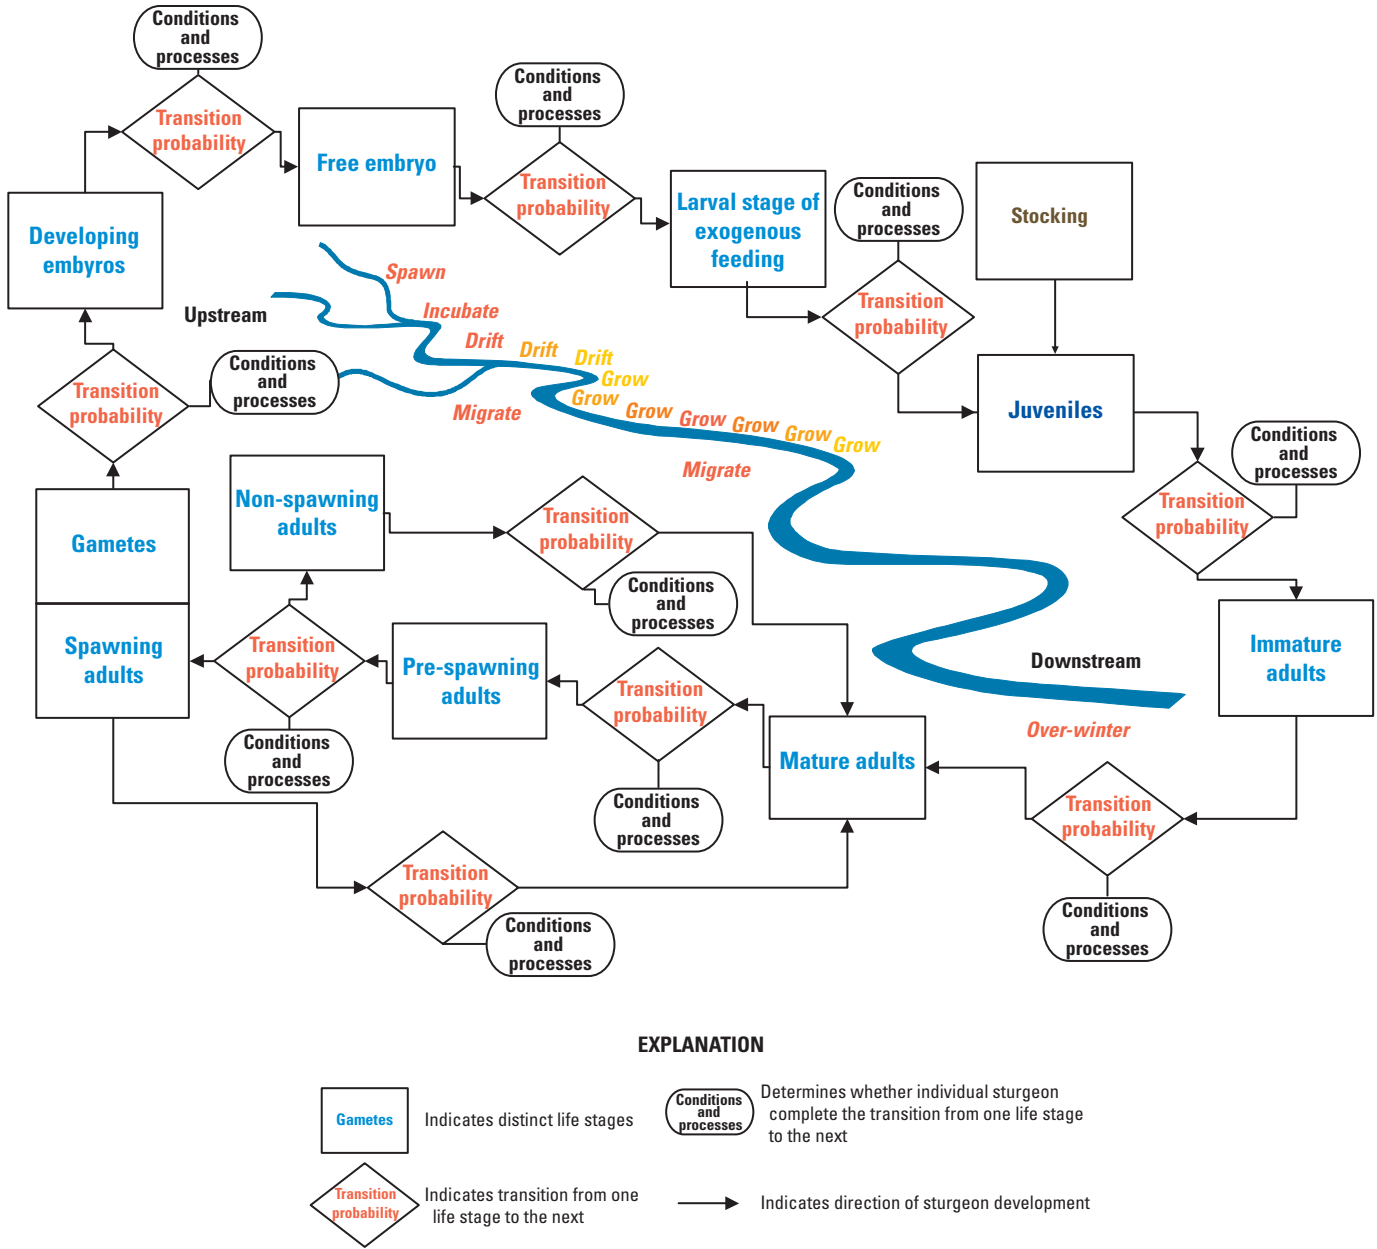 Conditions
and
processes
Transition
probability
Free embryo
Conditions
and
processes
Transition
probability
Larval stage of
exogenous
feeding
Conditions
and
processes
Transition
probability
Stocking
Developing
embyros
Upstream
Spawn
Incubate
Drift
Drift
Drift
Grow
Grow
Grow
Grow
Grow
Grow
Grow
Migrate
Migrate
Juveniles
Transition
probability
Conditions
and
processes
Conditions
and
processes
Transition
probability
Gametes
Non-spawning
adults
Transition
probability
Conditions
and
processes
Spawning
adults
Transition
probability
Conditions
and
processes
Pre-spawning
adults
Transition
probability
Conditions
and
processes
Mature adults
Downstream
Over-winter
Immature
adults
Transition
probability
Conditions
and
processes
Transition
probability
Conditions
and
processes
EXPLANATION
Gametes
Indicates distinct life stages
Conditions
and
processes
Determines whether individual sturgeon
complete the transition from one life stage
to the next
Transition
probability
Indicates transition from one
life stage to the next
Indicates direction of sturgeon development